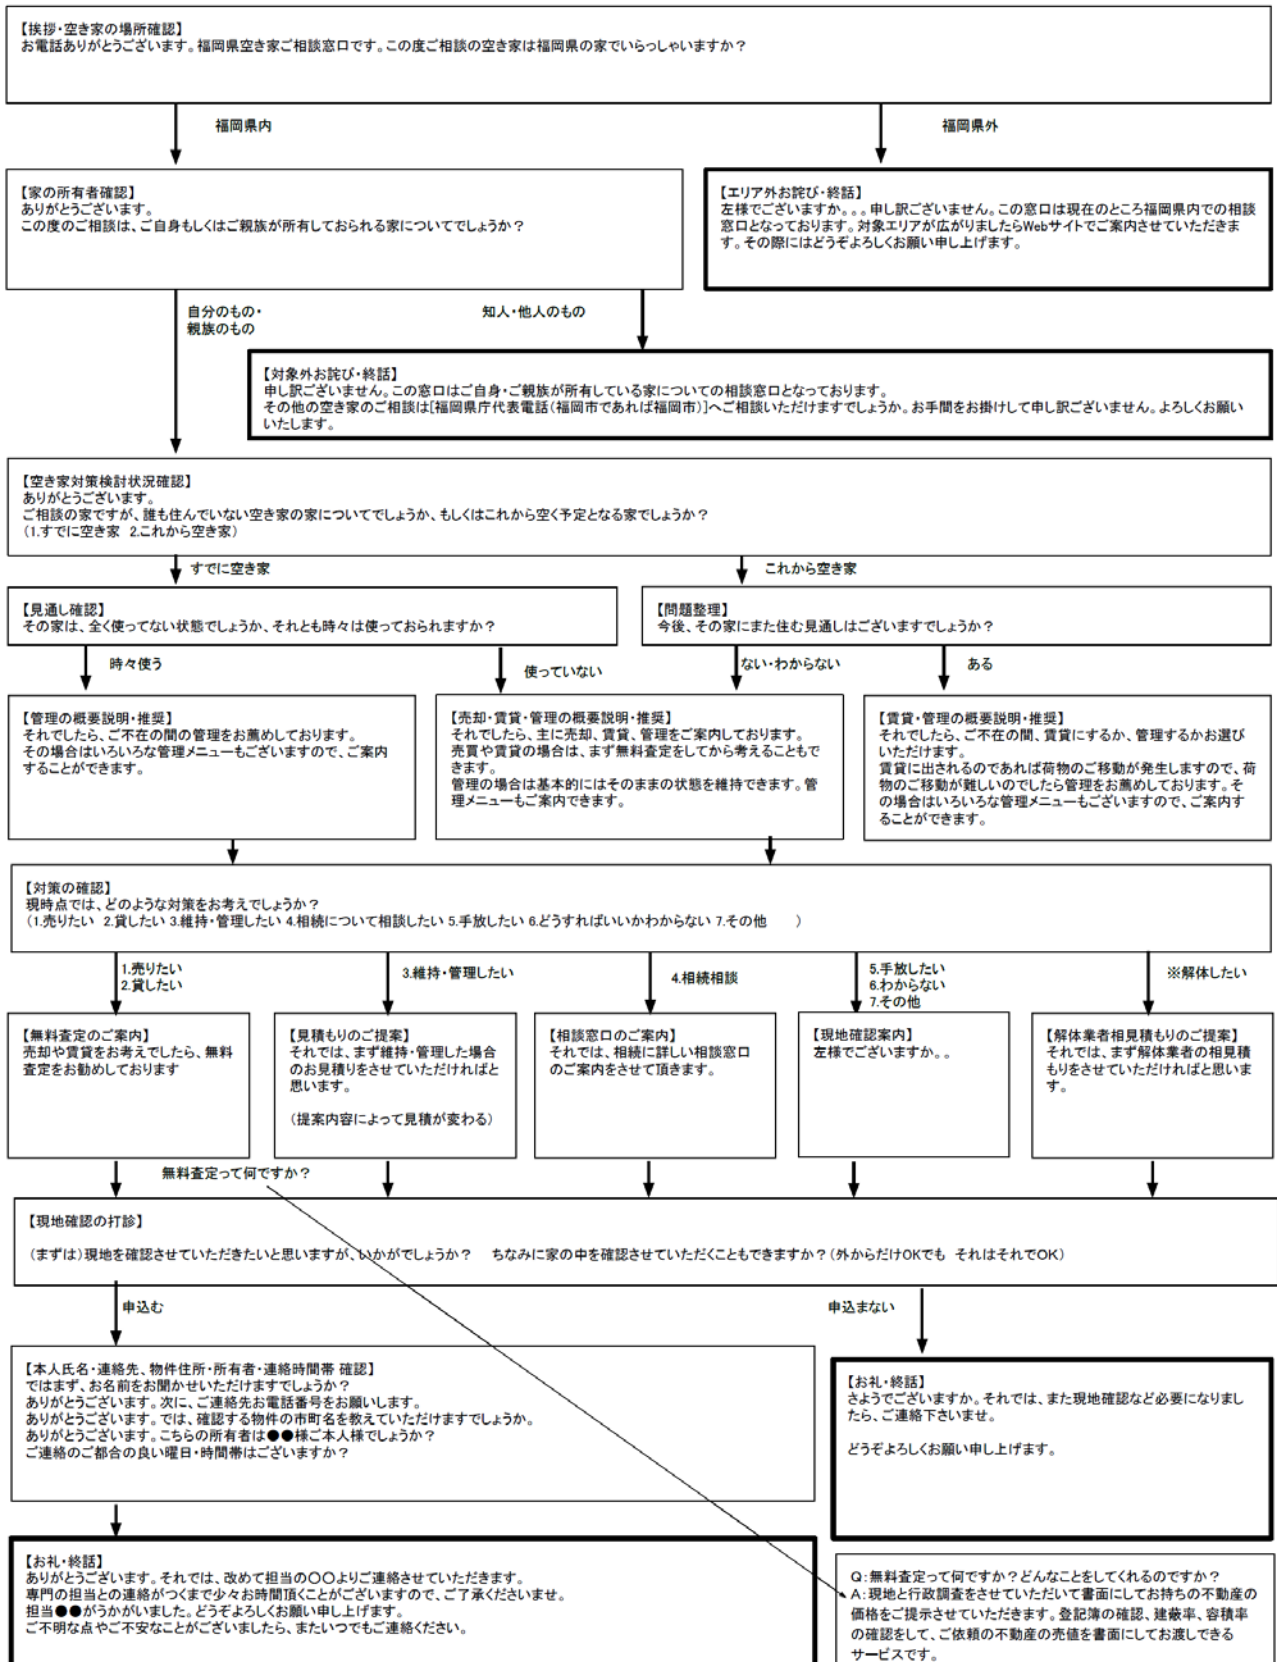 【挨拶・空き家の場所確認】
お電話ありがとうございます。福岡県空き家ご相談窓口です。この度ご相談の空き家は福岡県の家でいらっしゃいますか？
福岡県内
福岡県外
【家の所有者確認】
ありがとうございます。
この度のご相談は、ご自身もしくはご親族が所有しておられる家についてでしょうか？
【エリア外お詫び・終話】
左様でございますか。。。申し訳ございません。この窓口は現在のところ福岡県内での相談
窓口となっております。対象エリアが広がりましたらWebサイトでご案内させていただきま
す。その際にはどうぞよろしくお願い申し上げます。
自分のもの・
親族のもの
知人・他人のもの
【対象外お詫び・終話】
申し訳ございません。この窓口はご自身・ご親族が所有している家についての相談窓口となっております。
その他の空き家のご相談は[福岡県庁代表電話（福岡市であれば福岡市）]へご相談いただけますでしょうか。お手間をお掛けして申し訳ございません。よろしくお願い
いたします。
【空き家対策検討状況確認】
ありがとうございます。
ご相談の家ですが、誰も住んでいない空き家の家についてでしょうか、もしくはこれから空く予定となる家でしょうか？
（1.すでに空き家 2.これから空き家）
すでに空き家
これから空き家
【見通し確認】
その家は、全く使ってない状態でしょうか、それとも時々は使っておられますか？
【問題整理】
今後、その家にまた住む見通しはございますでしょうか？
時々使う
使っていない
ない・わからない
ある
【管理の概要説明・推奨】
それでしたら、ご不在の間の管理をお薦めしております。
その場合はいろいろな管理メニューもございますので、ご案内
することができます。
【売却・賃貸・管理の概要説明・推奨】
それでしたら、主に売却、賃貸、管理をご案内しております。
売買や賃貸の場合は、まず無料査定をしてから考えることもで
きます。
管理の場合は基本的にはそのままの状態を維持できます。管
理メニューもご案内できます。
【賃貸・管理の概要説明・推奨】
それでしたら、ご不在の間、賃貸にするか、管理するかお選び
いただけます。
賃貸に出されるのであれば荷物のご移動が発生しますので、荷
物のご移動が難しいのでしたら管理をお薦めしております。そ
の場合はいろいろな管理メニューもございますので、ご案内す
ることができます。
【対策の確認】
現時点では、どのような対策をお考えでしょうか？
（1.売りたい 2.貸したい 3.維持・管理したい 4.相続について相談したい 5.手放したい 6.どうすればいいかわからない 7.その他 ）
1.売りたい
2.貸したい
3.維持・管理したい
4.相続相談
5.手放したい
6.わからない
7.その他
※解体したい
【無料査定のご案内】
売却や賃貸をお考えでしたら、無料
査定をお勧めしております
【見積もりのご提案】
それでは、まず維持・管理した場合
のお見積りをさせていただければと
思います。
（提案内容によって見積が変わる）
【相談窓口のご案内】
それでは、相続に詳しい相談窓口
のご案内をさせて頂きます。
【現地確認案内】
左様でございますか。。
【解体業者相見積もりのご提案】
それでは、まず解体業者の相見積
もりをさせていただければと思いま
す。
無料査定って何ですか？
【現地確認の打診】
（まずは）現地を確認させていただきたいと思いますが、いかがでしょうか？ ちなみに家の中を確認させていただくこともできますか？（外からだけOKでも それはそれでOK）
申込む
申込まない
【本人氏名・連絡先、物件住所・所有者・連絡時間帯 確認】
ではまず、お名前をお聞かせいただけますでしょうか？
ありがとうございます。次に、ご連絡先お電話番号をお願いします。
ありがとうございます。では、確認する物件の市町名を教えていただけますでしょうか。
ありがとうございます。こちらの所有者は●●様ご本人様でしょうか？
ご連絡のご都合の良い曜日・時間帯はございますか？
【お礼・終話】
さようでございますか。それでは、また現地確認など必要になりまし
たら、ご連絡下さいませ。
どうぞよろしくお願い申し上げます。
【お礼・終話】
ありがとうございます。それでは、改めて担当の〇〇よりご連絡させていただきます。
専門の担当との連絡がつくまで少々お時間頂くことがございますので、ご了承くださいませ。
担当●●がうかがいました。どうぞよろしくお願い申し上げます。
ご不明な点やご不安なことがございましたら、またいつでもご連絡ください。
Q：無料査定って何ですか？どんなことをしてくれるのですか？
A：現地と行政調査をさせていただいて書面にしてお持ちの不動産の
価格をご提示させていただきます。登記簿の確認、建蔽率、容積率
の確認をして、ご依頼の不動産の売値を書面にしてお渡しできる
サービスです。